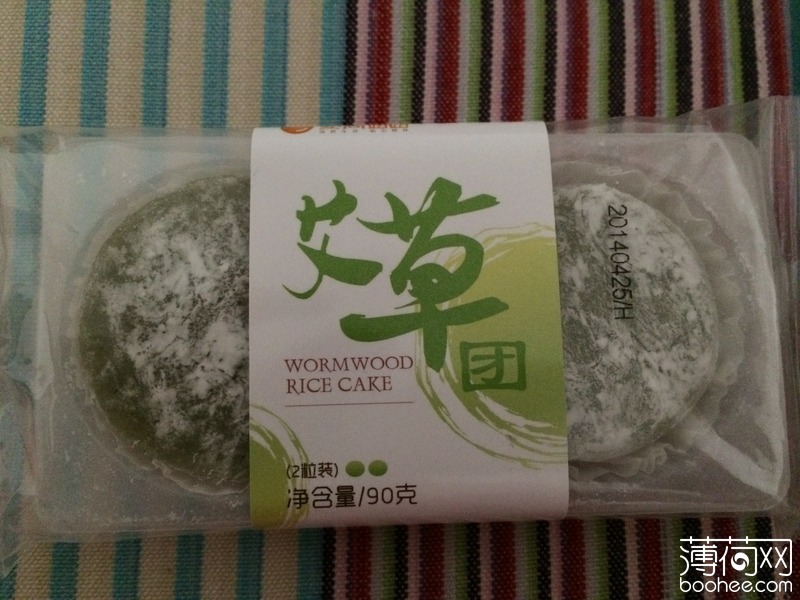 艾草
团
WORMWOOD
RICE CAKE
(2粒装)
净含量/90克
20140425/H
薄荷网
boohee.com